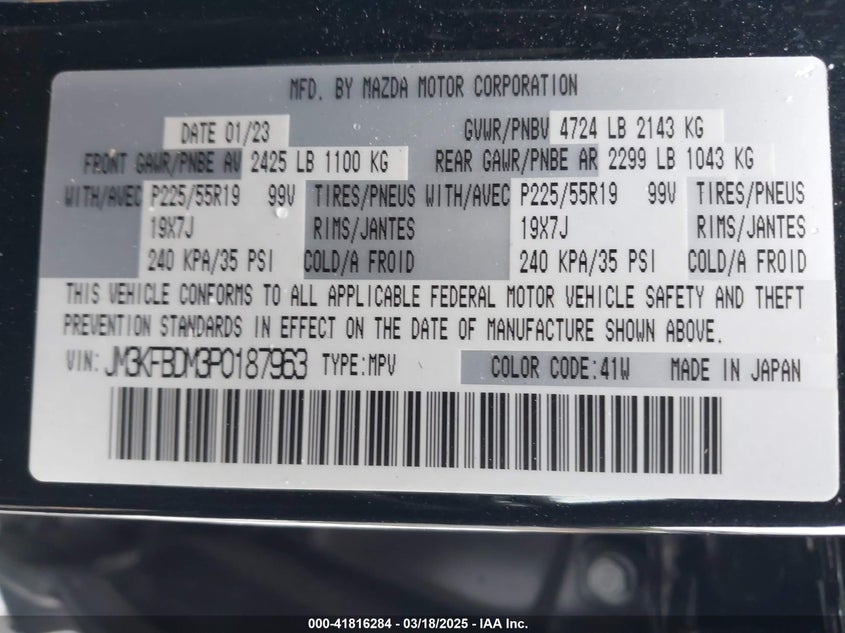 MFD. BY MAZDA MOTOR CORPORATION
DATE 01/23 GVWR/PNBV 4724 LB 2143 KG
FRONT GAWR/PNBE AV 2425 LB 1100 KG REAR GAWR/PNBE AR 2299 LB 1043 KG
WITH/AVEC P225/55R19 99V TIRES/PNEUS WITH/AVEC P225/55R19 99V TIRES/PNEUS
19X7J RIMS/JANTES 19X7J RIMS/JANTES
240 KPA/35 PSI COLD/A FROID 240 KPA/35 PSI COLD/A FROID
THIS VEHICLE CONFORMS TO ALL APPLICABLE FEDERAL MOTOR VEHICLE SAFETY AND THEFT
PREVENTION STANDARDS IN EFFECT ON THE DATE OF MANUFACTURE SHOWN ABOVE.
VIN: JM3KFBDM3P0187963 TYPE:MPV COLOR CODE:41W MADE IN JAPAN
000-41816284 - 03/18/2025 - IAA Inc.